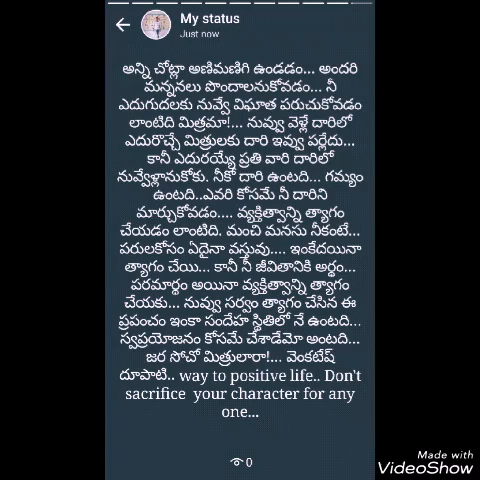 My status
Just now
అన్ని చోట్లా అణిమణిగి ఉండడం... అందరి
మన్ననలు పొందాలనుకోవడం... నీ
ఎదుగుదలకు నువ్వే విఘాత పరుచుకోవడం
లాంటిది మిత్రమా!... నువ్వు వెళ్లే దారిలో
ఎదురొచ్చే మిత్రులకు దారి ఇవ్వు పర్లేదు...
కానీ ఎదురయ్యే ప్రతి వారి దారిలో
నువ్వేళ్లానుకోకు. నీకో దారి ఉంటది... గమ్యం
ఉంటది..ఎవరి కోసమే నీ దారిని
మార్చుకోవడం.... వ్యక్తిత్వాన్ని త్యాగం
చేయడం లాంటిది. మంచి మనసు నీకంటే...
పరులకోసం ఏదైనా వస్తువు.... ఇంకేదయినా
త్యాగం చేయి... కానీ నీ జీవితానికి అర్థం...
పరమార్థం అయినా వ్యక్తిత్వాన్ని త్యాగం
చేయకు... నువ్వు సర్వం త్యాగం చేసిన ఈ
ప్రపంచం ఇంకా సందేహ స్థితిలో నే ఉంటది...
స్వప్రయోజనం కోసమే చేశాడేమో అంటది...
జర సోచో మిత్రులారా!... వెంకటేష్
దూపాటి.. way to positive life.. Don't
sacrifice your character for any
one...
0
Made with
VideoShow